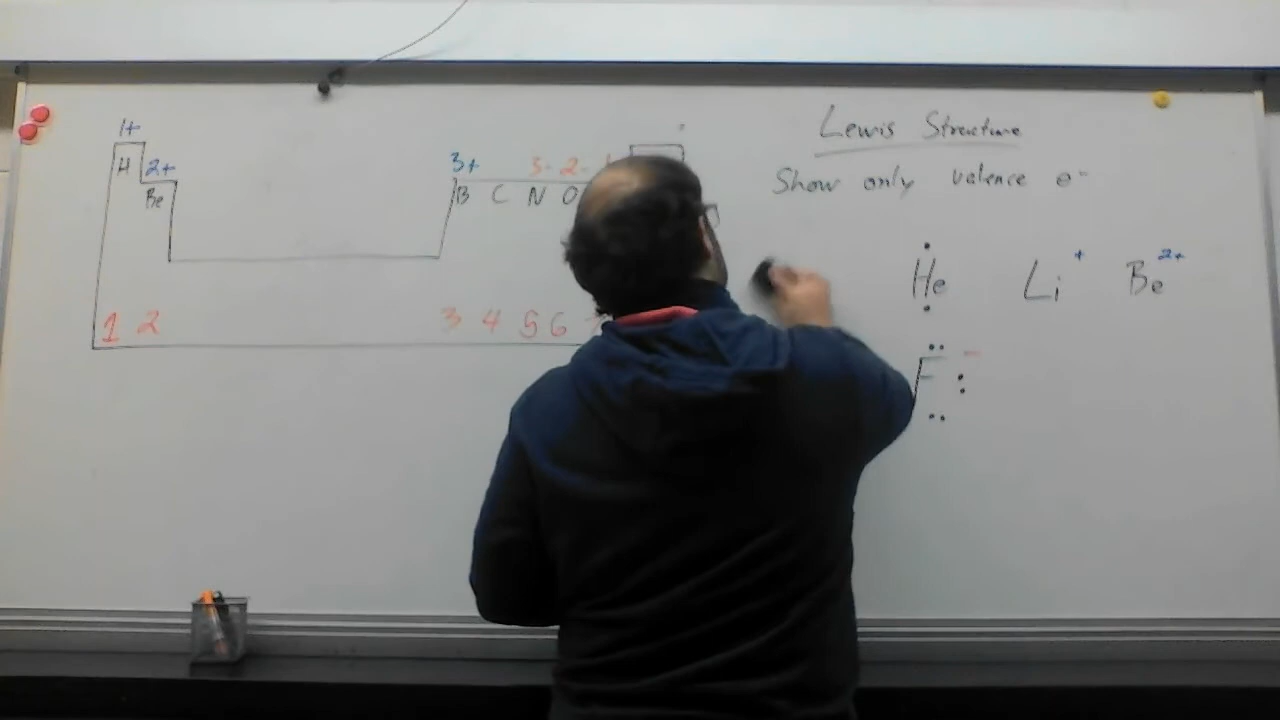 Lewis Structure
Show only valence e⁻
1+
H
2+
Be
3+ 3- 2-
B C N O
1 2 3 4 5 6
He Li⁺ Be²⁺
F⁻